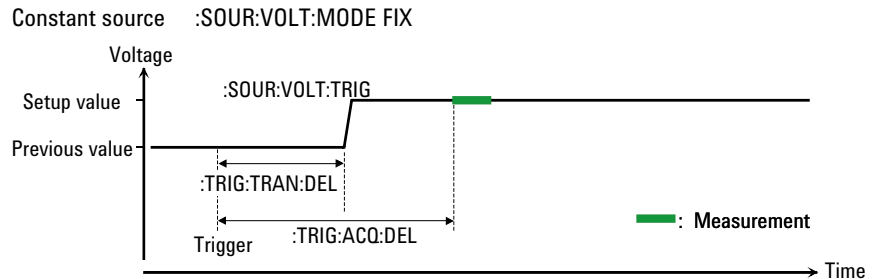 Constant source :SOUR:VOLT:MODE FIX
Voltage
:SOUR:VOLT:TRIG
Setup value
Previous value
:TRIG:TRAN:DEL
: Measurement
:TRIG:ACQ:DEL
Trigger
Time